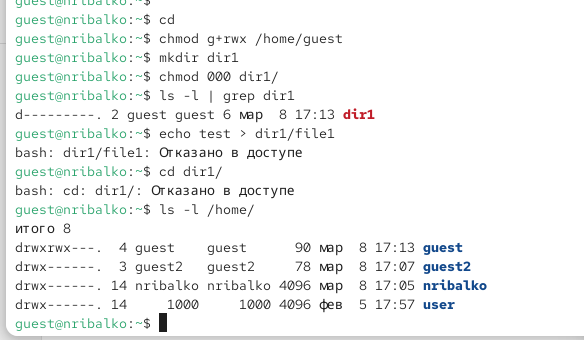 guest@nribalko:~$
guest@nribalko:~$ cd
guest@nribalko:~$ chmod g+rwx /home/guest
guest@nribalko:~$ mkdir dir1
guest@nribalko:~$ chmod 000 dir1/
guest@nribalko:~$ ls -l | grep dir1
d---------. 2 guest guest 6 мар  8 17:13 dir1
guest@nribalko:~$ echo test > dir1/file1
bash: dir1/file1: Отказано в доступе
guest@nribalko:~$ cd dir1/
bash: cd: dir1/: Отказано в доступе
guest@nribalko:~$ ls -l /home/
итого 8
drwxrwx---.  4 guest    guest      90 мар  8 17:13 guest
drwx------.  3 guest2   guest2     78 мар  8 17:07 guest2
drwx------. 14 nribalko nribalko 4096 мар  8 17:05 nribalko
drwx------. 14     1000     1000 4096 фев  5 17:57 user
guest@nribalko:~$